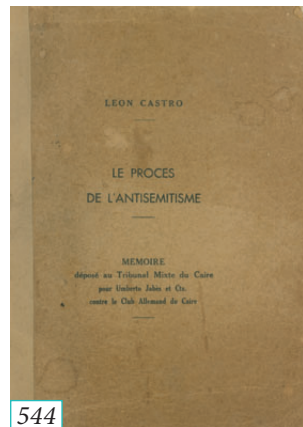 LEON CASTRO
LE PROCES
DE L'ANTISEMITISME
MEMOIRE
déposé au Tribunal Mixte du Caire
pour Umberto Jabès et Cts.
contre le Club Allemand du Caire
544